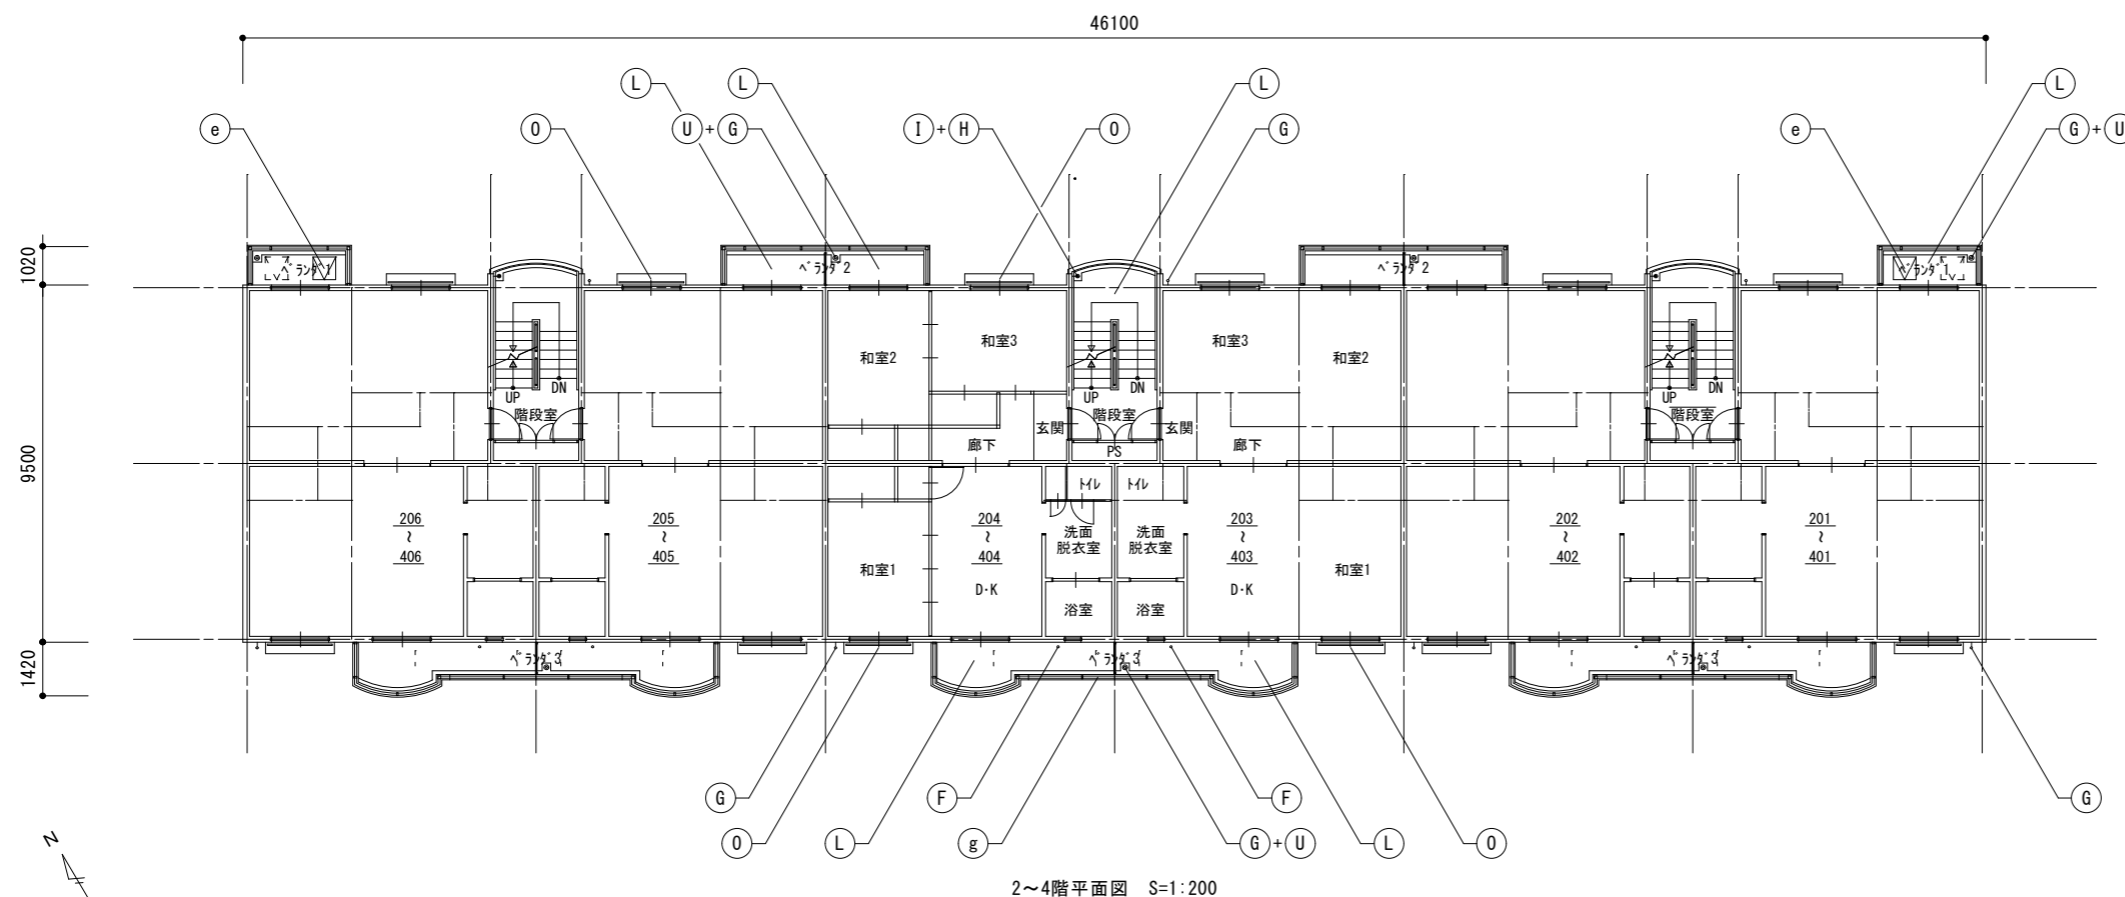 46100
L L L L
e O U+G I+H O G e G+U
1020
ベランダ1 ベランダ2 ベランダ2 ベランダ1
和室2 和室3 和室3 和室2
UP DN UP DN UP DN
階段室 玄関 階段室 玄関 階段室
廊下 PS 廊下
9500
トイレ トイレ
206 205 204 洗面 洗面 203 202 201
~ ~ ~ 脱衣室 脱衣室 ~ ~ ~
406 405 404 403 402 401
和室1 D・K 浴室 浴室 D・K 和室1
1420
ベランダ3 ベランダ3 ベランダ3
G F F G
O L g G+U L O
N
2~4階平面図 S=1:200